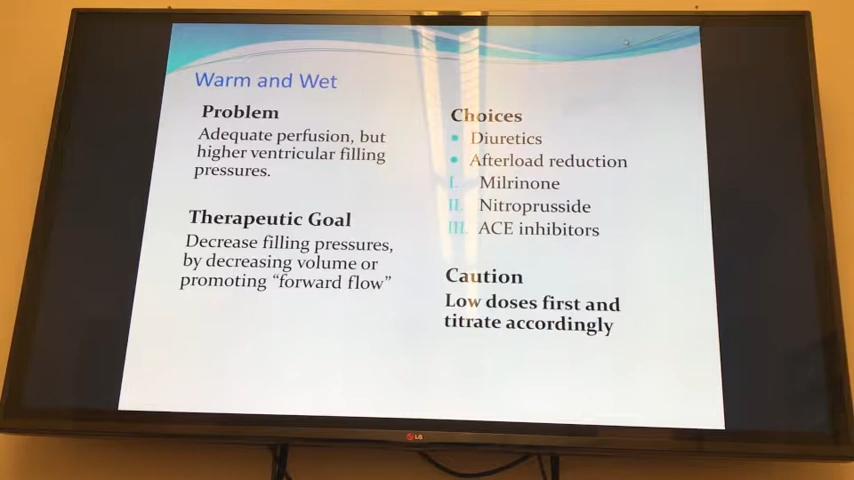 Warm and Wet
Problem
Adequate perfusion, but
higher ventricular filling
pressures.
Therapeutic Goal
Decrease filling pressures,
by decreasing volume or
promoting “forward flow”
Choices
• Diuretics
• Afterload reduction
I. Milrinone
II. Nitroprusside
III. ACE inhibitors
Caution
Low doses first and
titrate accordingly
LG